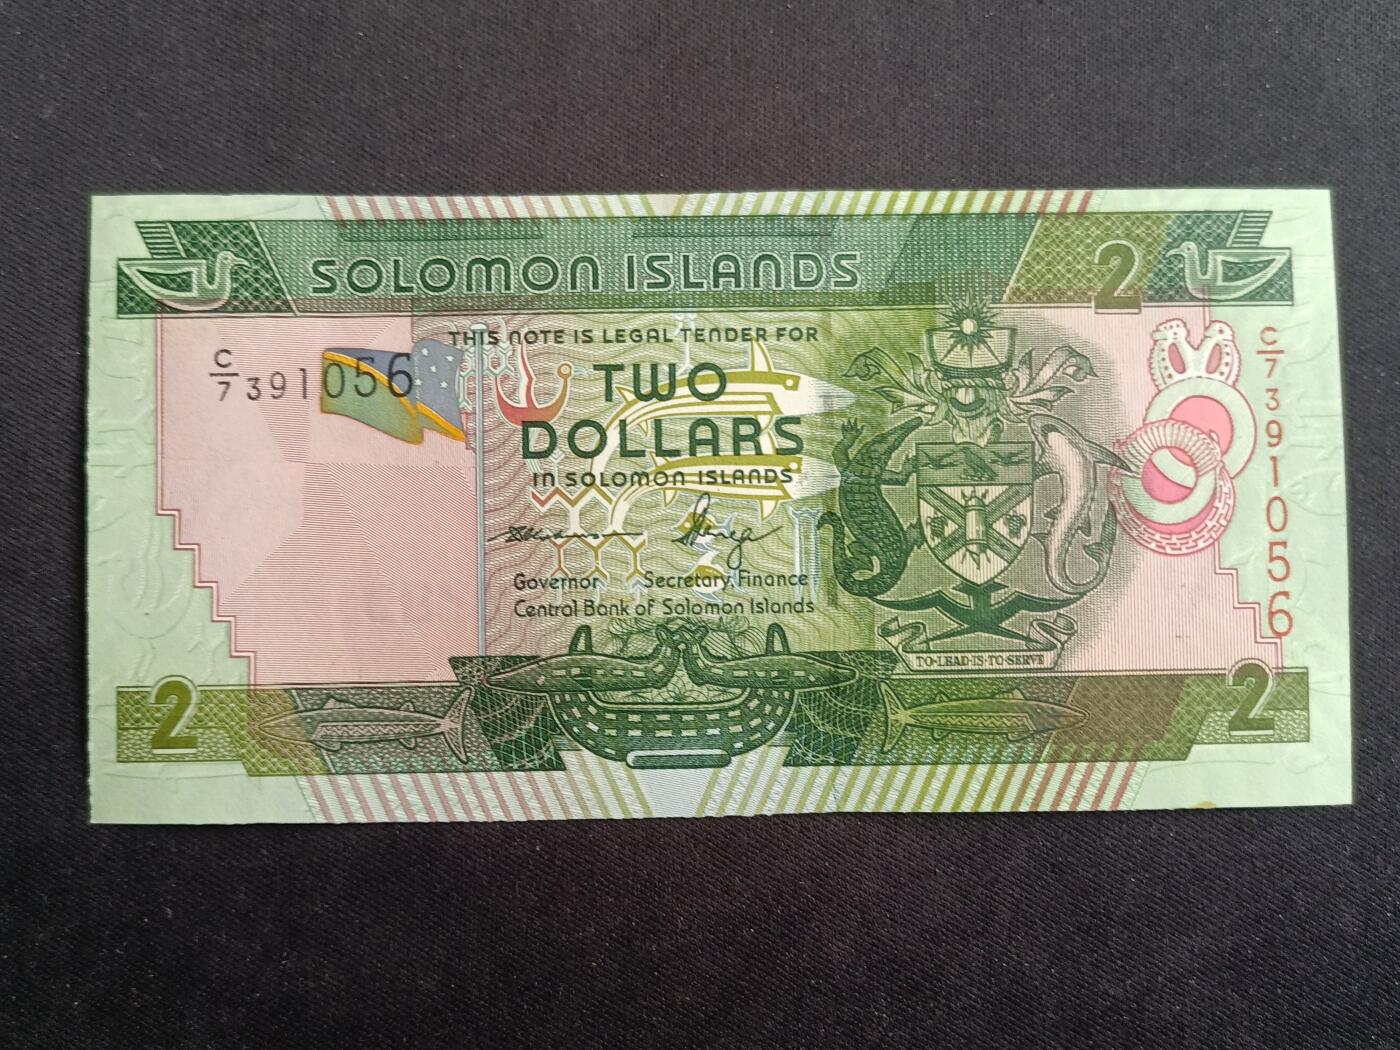 SOLOMON ISLANDS
2
THIS NOTE IS LEGAL TENDER FOR
C/7 391056
TWO
DOLLARS
IN SOLOMON ISLANDS
Governor Secretary, Finance
Central Bank of Solomon Islands
C/7 391056
TO·LEAD·IS·TO·SERVE
2
2